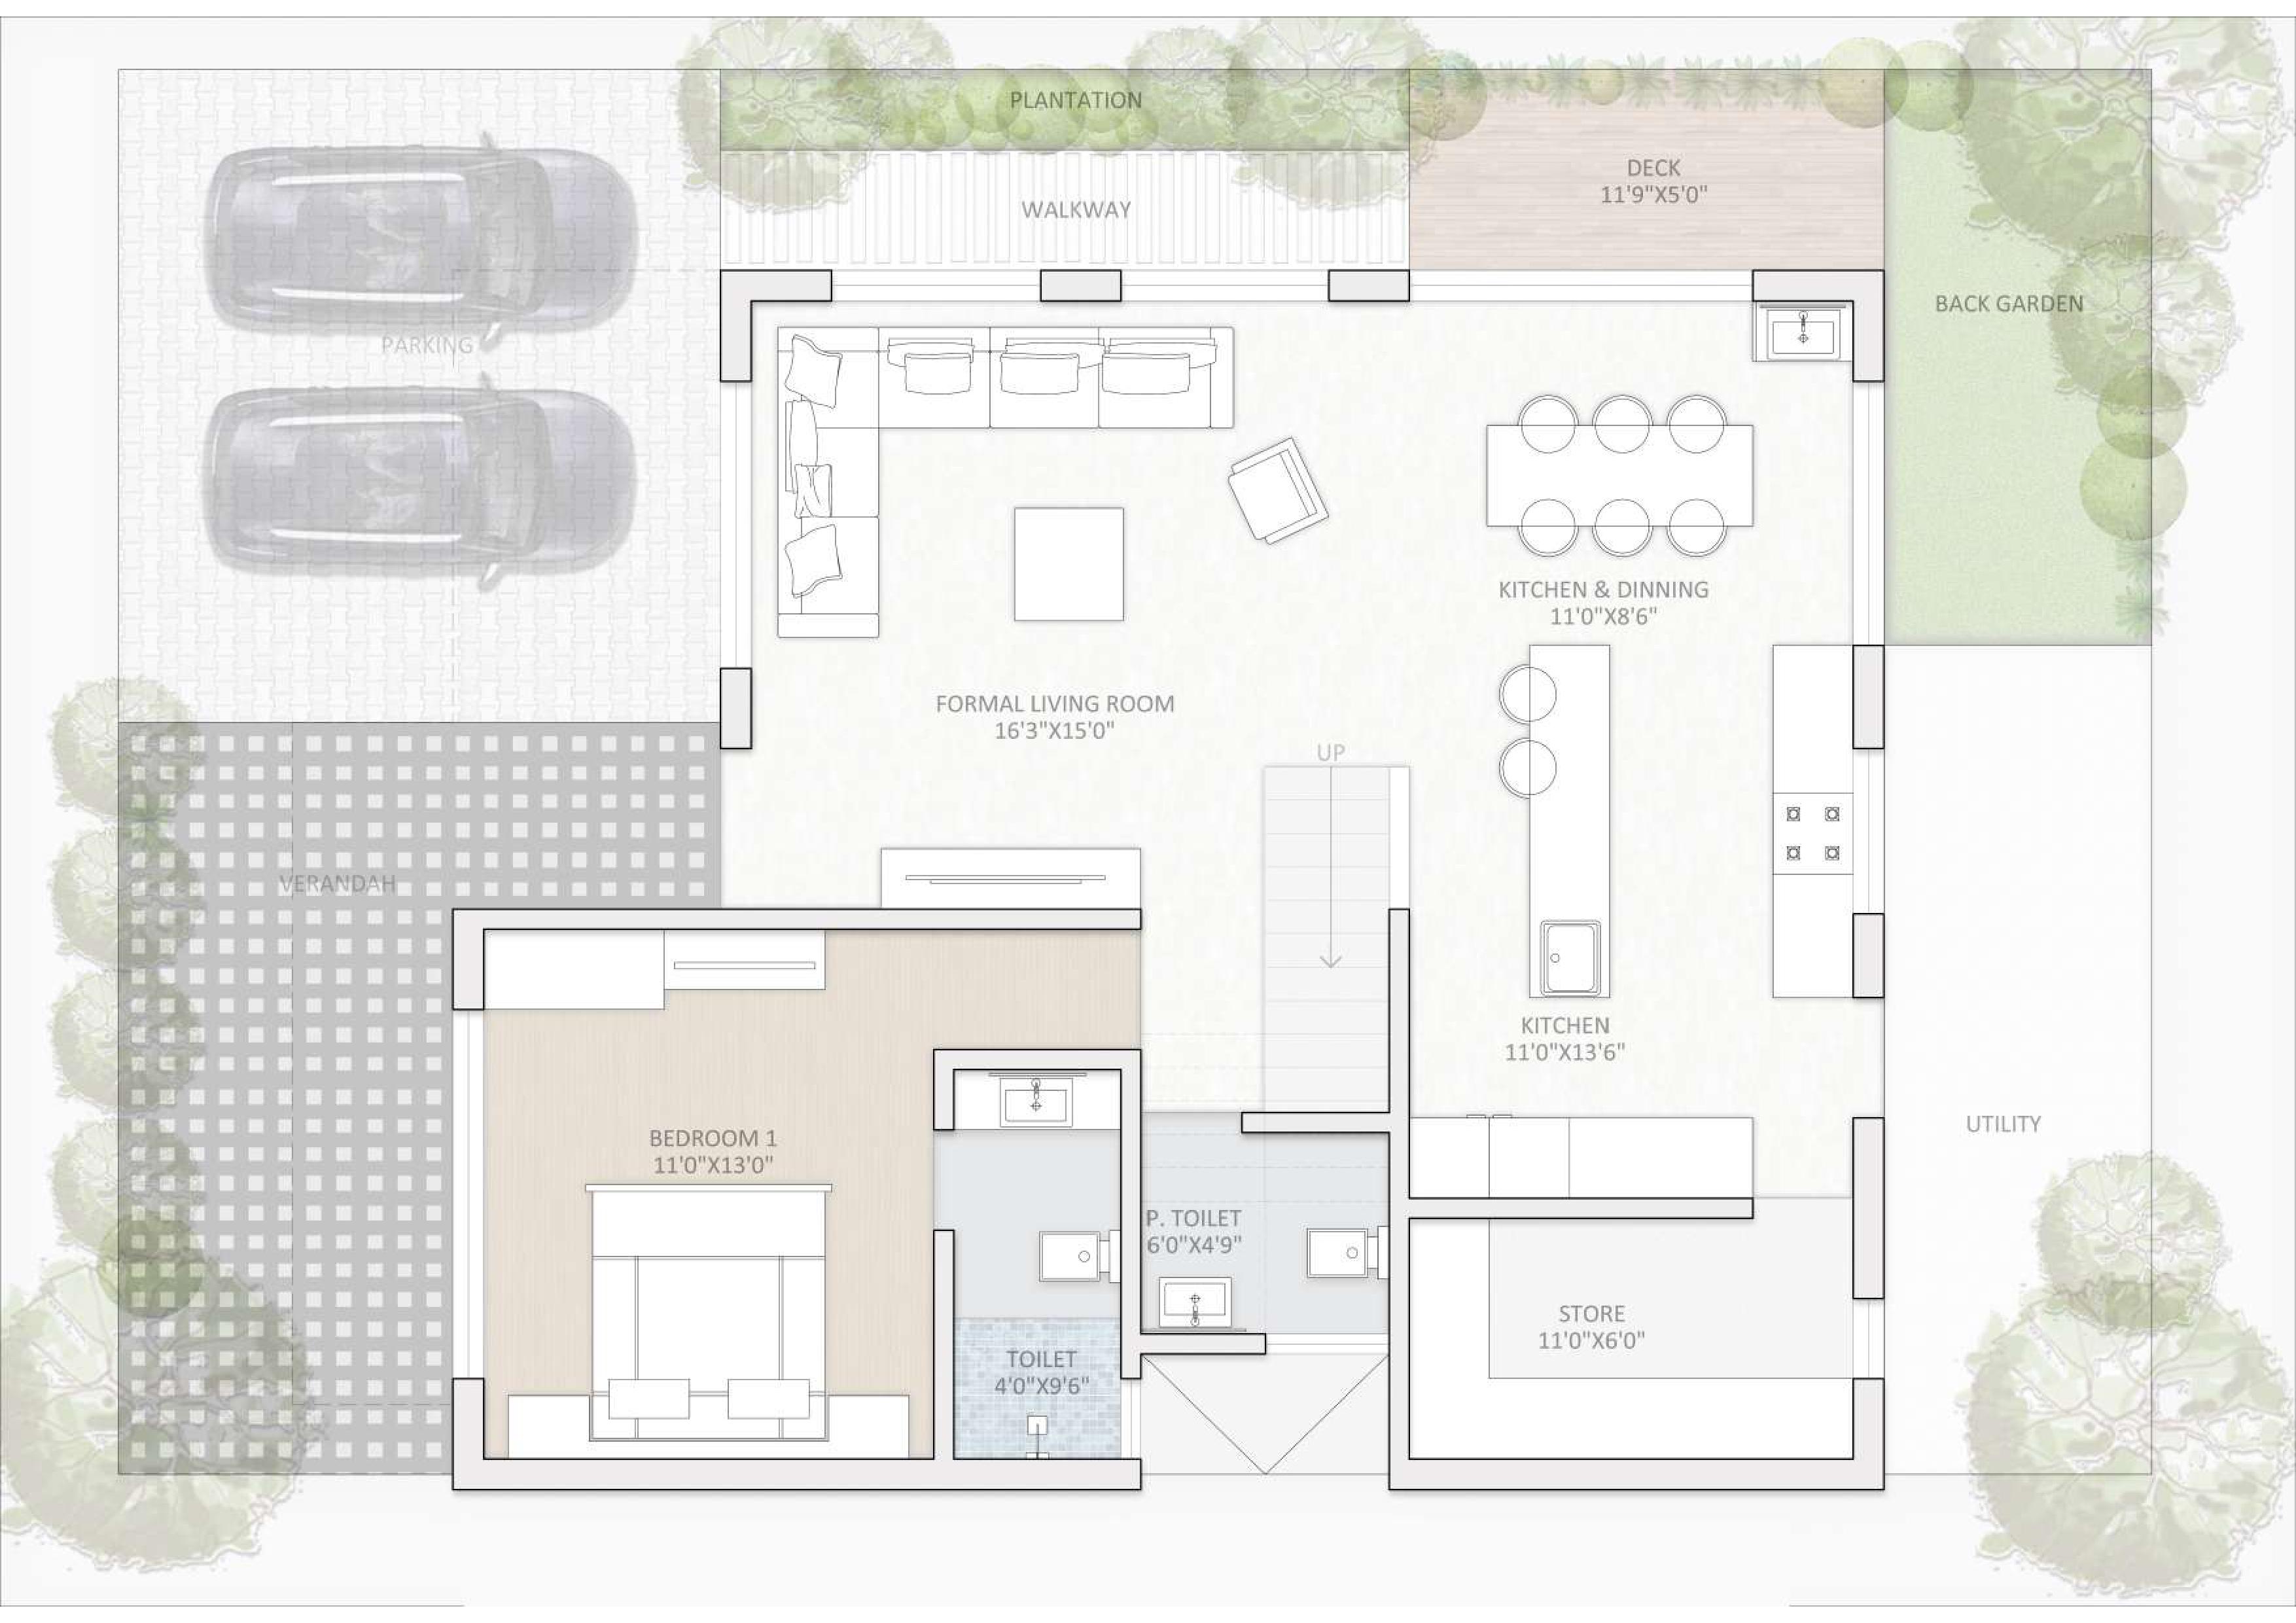 PLANTATION
DECK
11'9"X5'0"
WALKWAY
BACK GARDEN
PARKING
KITCHEN & DINNING
11'0"X8'6"
FORMAL LIVING ROOM
16'3"X15'0"
UP
VERANDAH
KITCHEN
11'0"X13'6"
UTILITY
BEDROOM 1
11'0"X13'0"
P. TOILET
6'0"X4'9"
STORE
11'0"X6'0"
TOILET
4'0"X9'6"